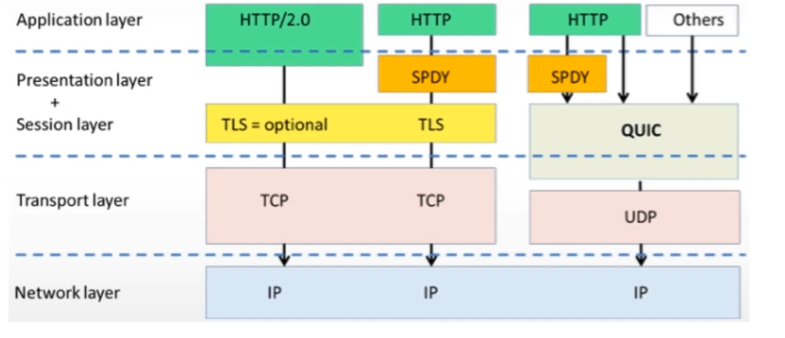 Application layer
HTTP/2.0
HTTP
HTTP
Others
Presentation layer
+
Session layer
SPDY
SPDY
TLS = optional
TLS
QUIC
Transport layer
TCP
TCP
UDP
Network layer
IP
IP
IP